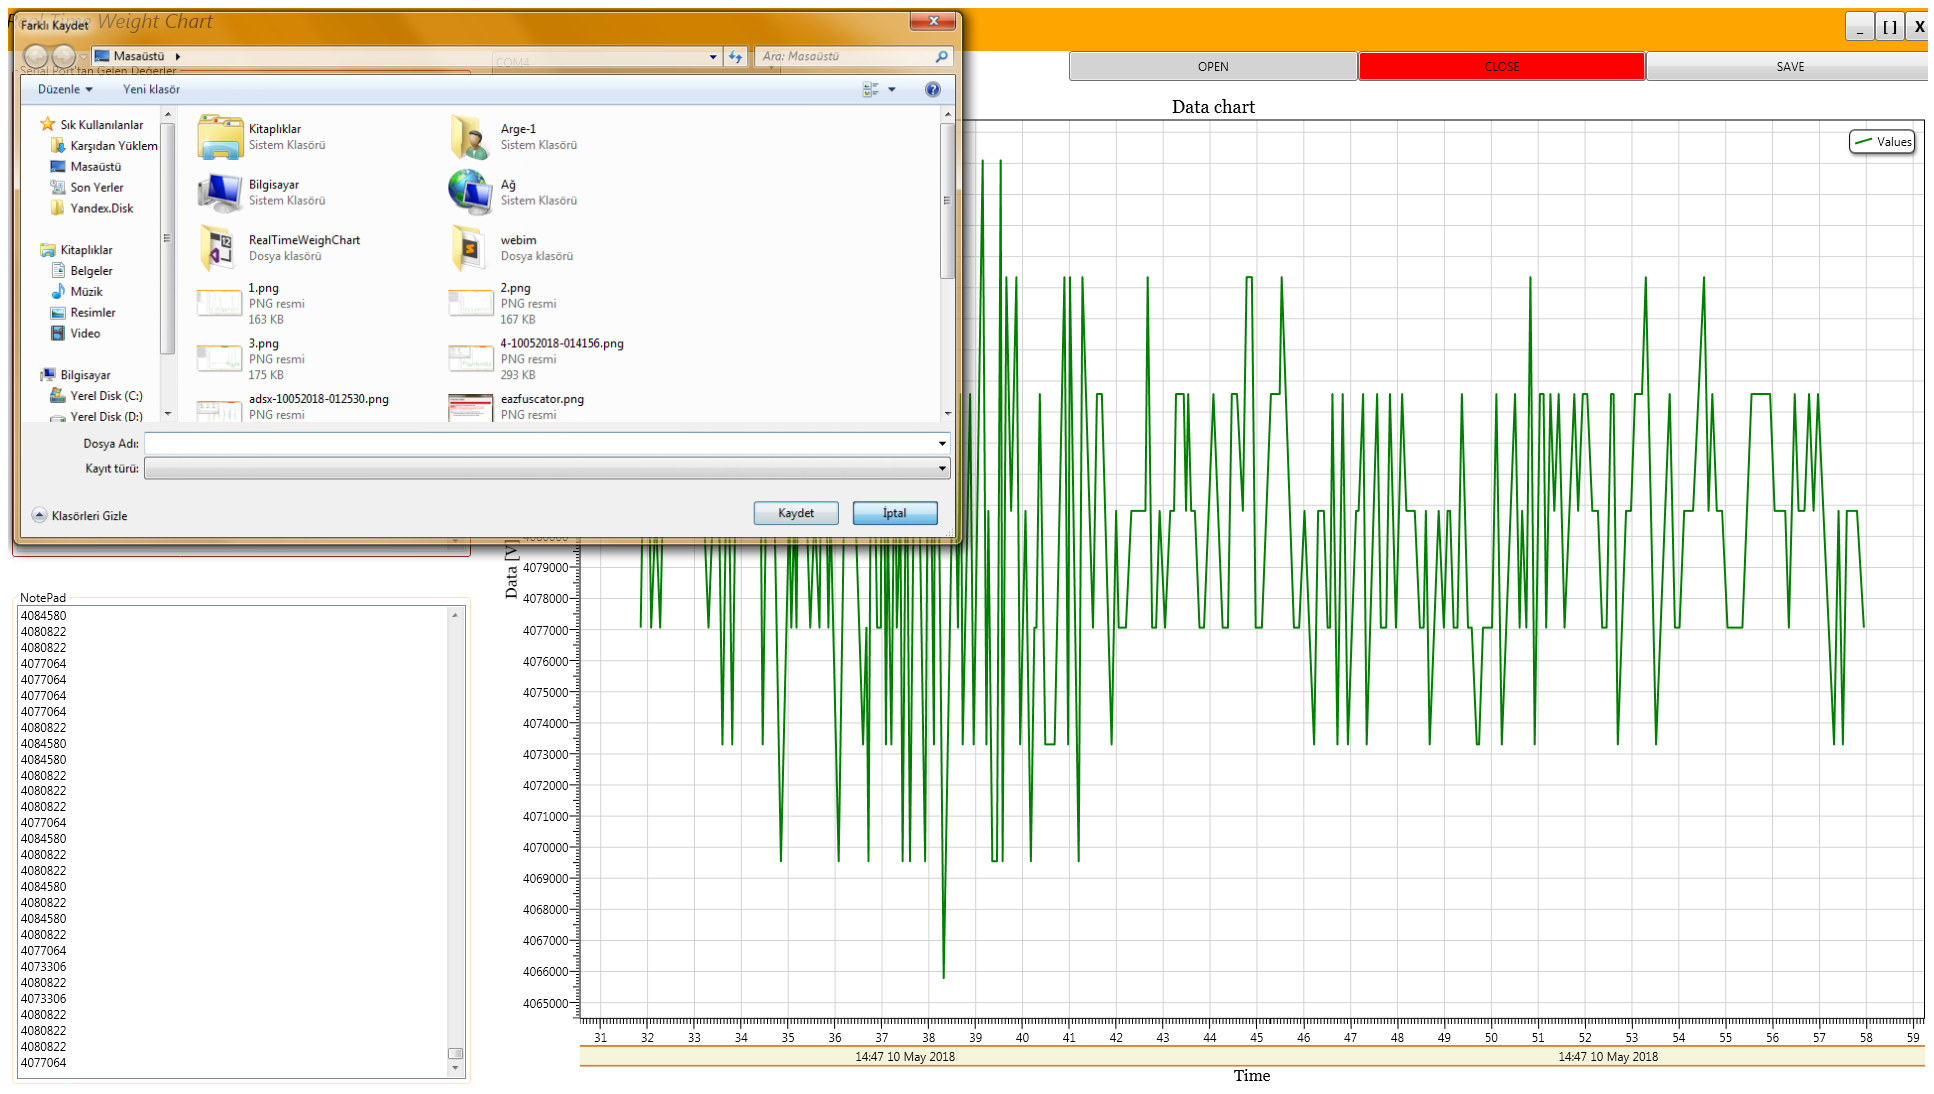 Real Time Weight Chart
Farklı Kaydet
_
[ ]
X
Masaüstü
Ara: Masaüstü
COM4
Serial Port'tan Gelen Değerler
OPEN
CLOSE
SAVE
Düzenle
Yeni klasör
Sık Kullanılanlar
Karşıdan Yüklem
Masaüstü
Son Yerler
Yandex.Disk
Kitaplıklar
Belgeler
Müzik
Resimler
Video
Bilgisayar
Yerel Disk (C:)
Yerel Disk (D:)
Kitaplıklar
Sistem Klasörü
Arge-1
Sistem Klasörü
Bilgisayar
Sistem Klasörü
Ağ
Sistem Klasörü
RealTimeWeighChart
Dosya klasörü
webim
Dosya klasörü
1.png
PNG resmi
163 KB
2.png
PNG resmi
167 KB
3.png
PNG resmi
175 KB
4-10052018-014156.png
PNG resmi
293 KB
adsx-10052018-012530.png
PNG resmi
eazfuscator.png
PNG resmi
Dosya Adı:
Kayıt türü:
Klasörleri Gizle
Kaydet
İptal
NotePad
4084580
4080822
4080822
4077064
4077064
4077064
4077064
4080822
4084580
4084580
4080822
4080822
4080822
4077064
4084580
4080822
4080822
4084580
4080822
4084580
4080822
4077064
4073306
4080822
4073306
4080822
4080822
4080822
4077064
Data chart
Values
Data [V]
4080000
4079000
4078000
4077000
4076000
4075000
4074000
4073000
4072000
4071000
4070000
4069000
4068000
4067000
4066000
4065000
31 32 33 34 35 36 37 38 39 40 41 42 43 44 45 46 47 48 49 50 51 52 53 54 55 56 57 58 59
14:47 10 May 2018 14:47 10 May 2018
Time